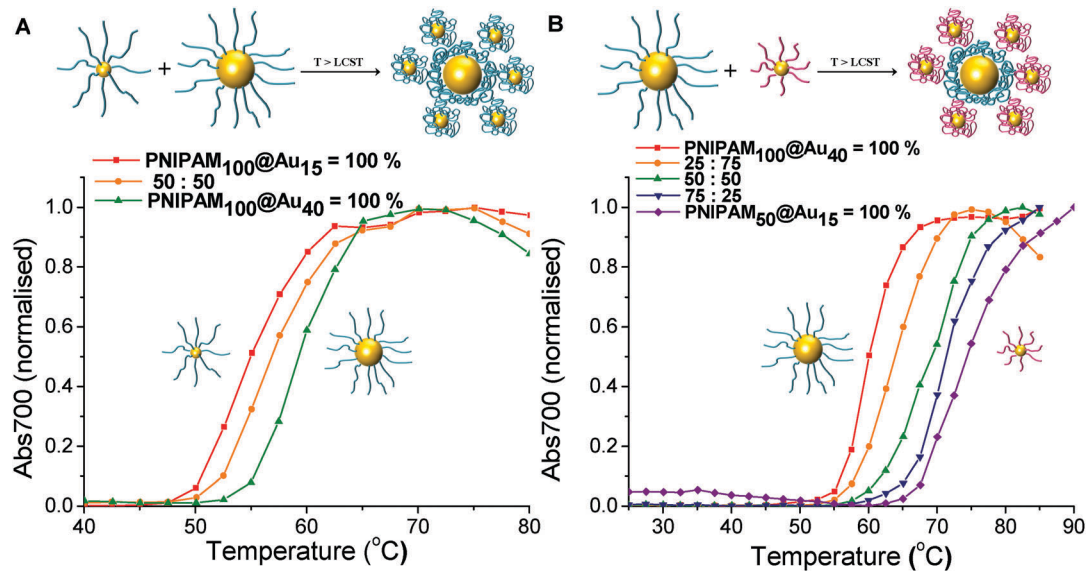 A
+
T > LCST
PNIPAM100@Au15 = 100 %
50 : 50
PNIPAM100@Au40 = 100 %
Abs700 (normalised)
1.0
0.8
0.6
0.4
0.2
0.0
40 50 60 70 80
Temperature (°C)
B
+
T > LCST
PNIPAM100@Au40 = 100 %
25 : 75
50 : 50
75 : 25
PNIPAM50@Au15 = 100%
Abs700 (normalised)
1.0
0.8
0.6
0.4
0.2
0.0
30 40 50 60 70 80 90
Temperature (°C)